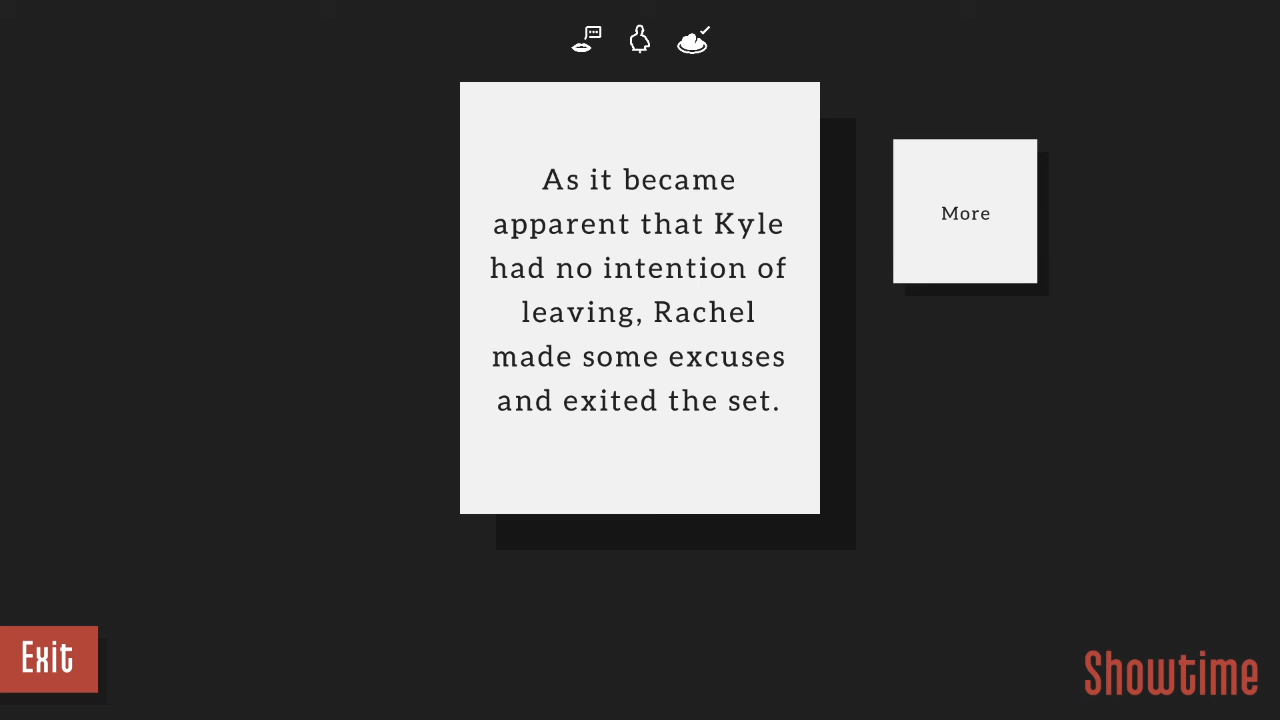 As it became
apparent that Kyle
had no intention of
leaving, Rachel
made some excuses
and exited the set.
More
Exit
Showtime